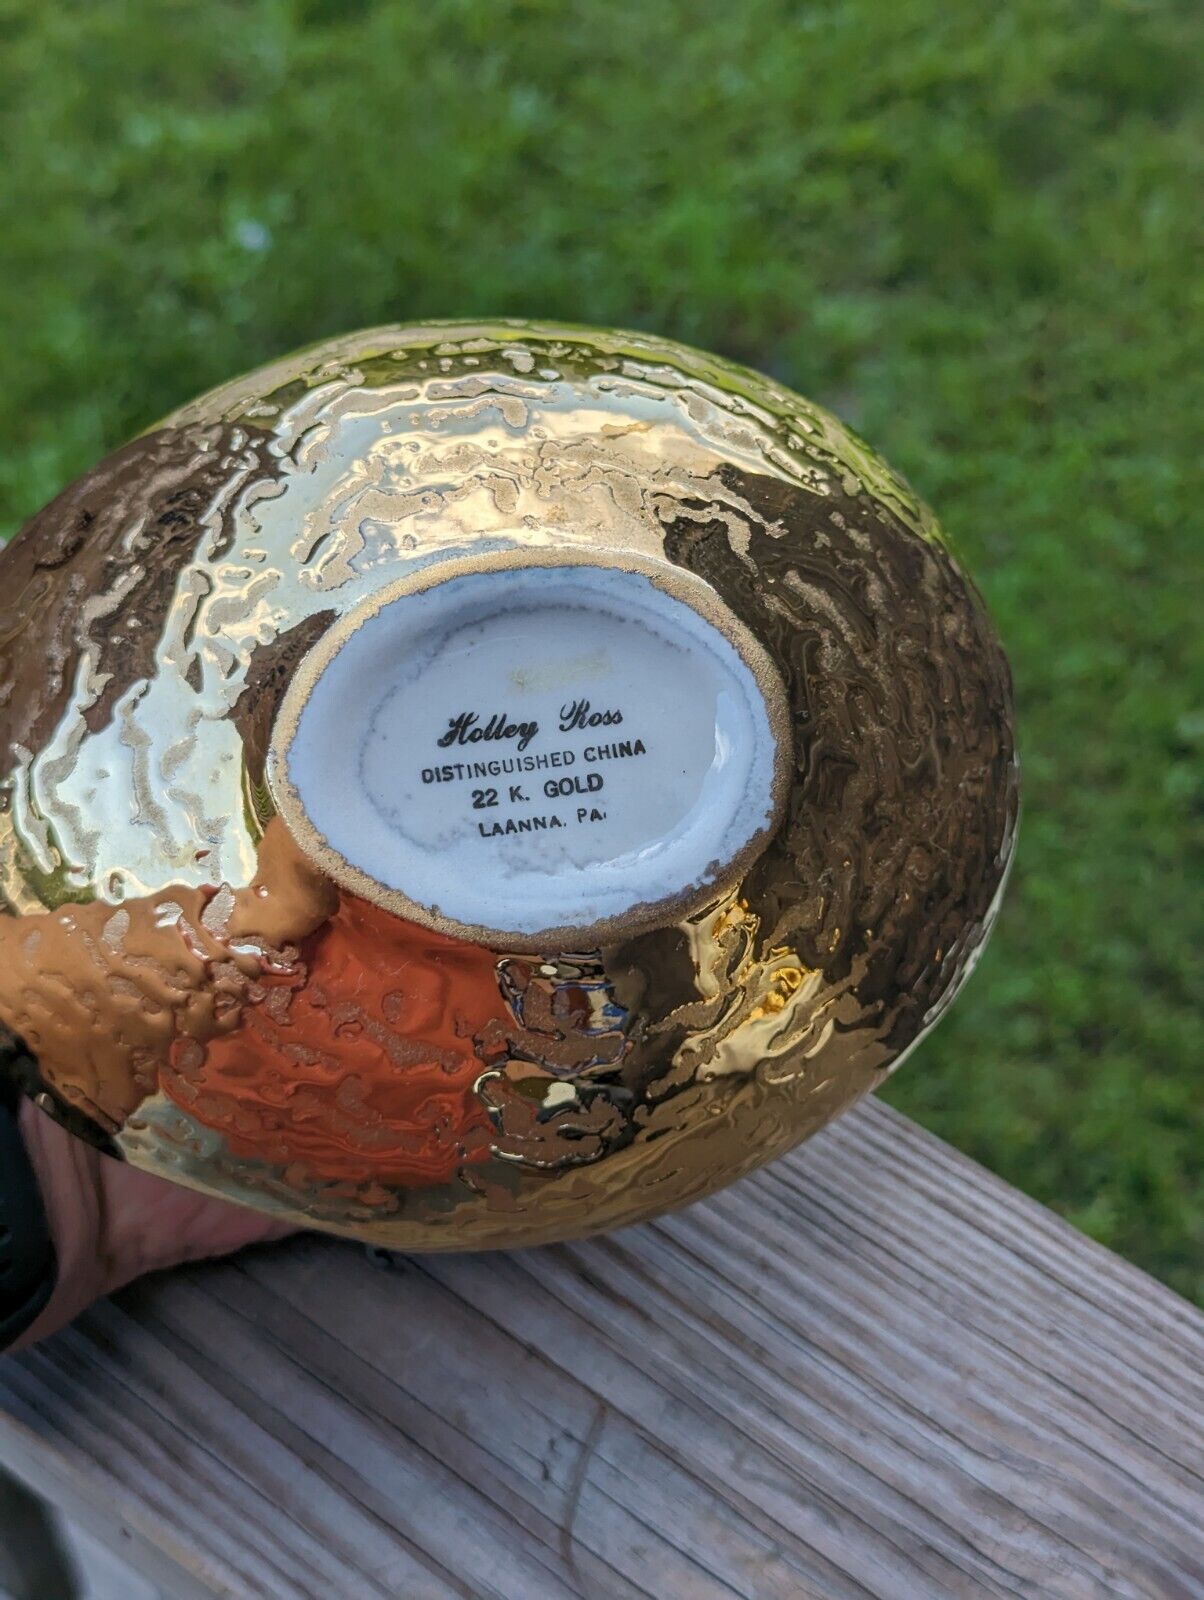 Holley Ross
DISTINGUISHED CHINA
22 K. GOLD
LAANNA, PA.